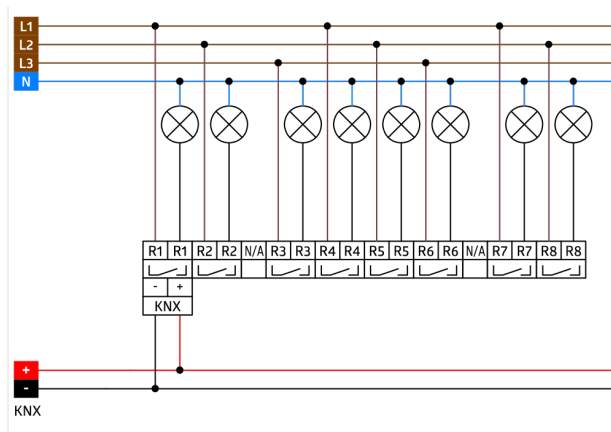 L1
L2
L3
N
R1 R1 R2 R2 N/A R3 R3 R4 R4 R5 R5 R6 R6 N/A R7 R7 R8 R8
- +
KNX
+
-
KNX